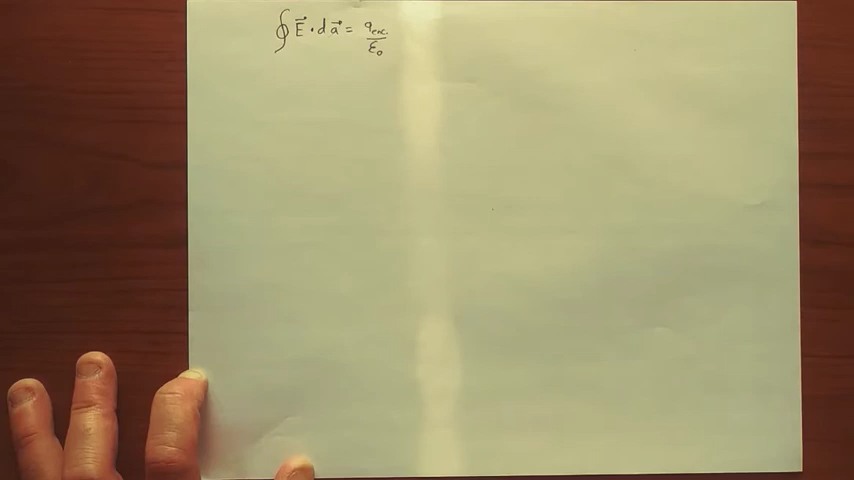 ∮ E⃗ · da⃗ = q_enc. / ε₀